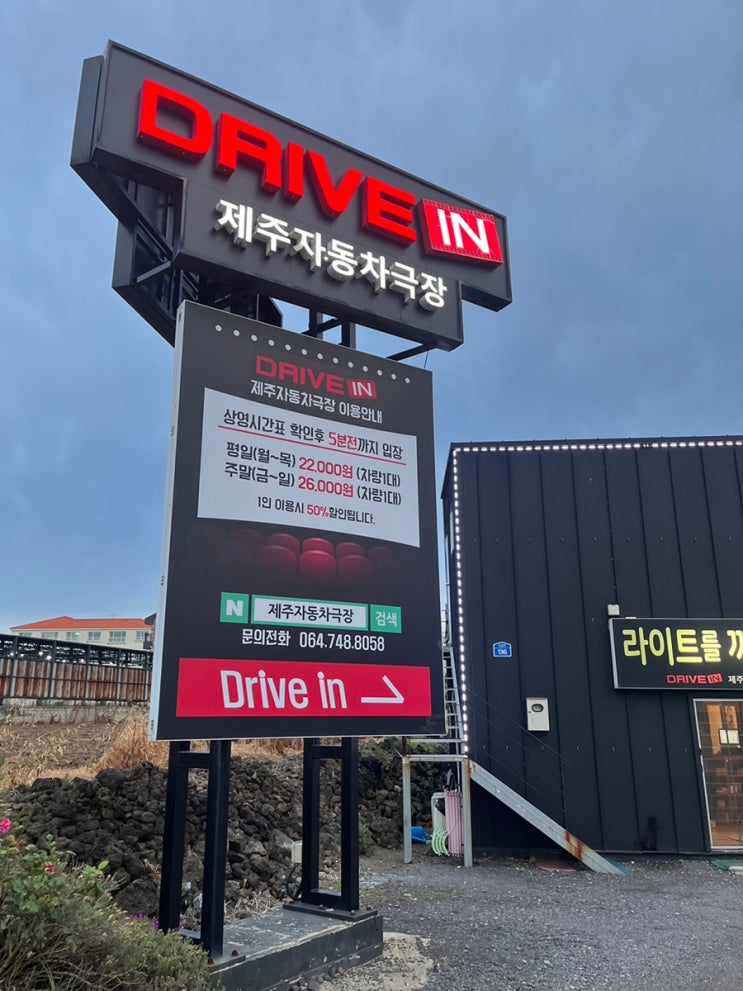 DRIVE IN
제주자동차극장
DRIVE IN
제주자동차극장 이용안내
상영시간표 확인후 5분전까지 입장
평일(월~목) 22,000원 (차량1대)
주말(금~일) 26,000원 (차량1대)
1인 이용시 50%할인됩니다.
N 제주자동차극장 검색
문의전화 064.748.8058
Drive in
136
라이트를
DRIVE IN 제주